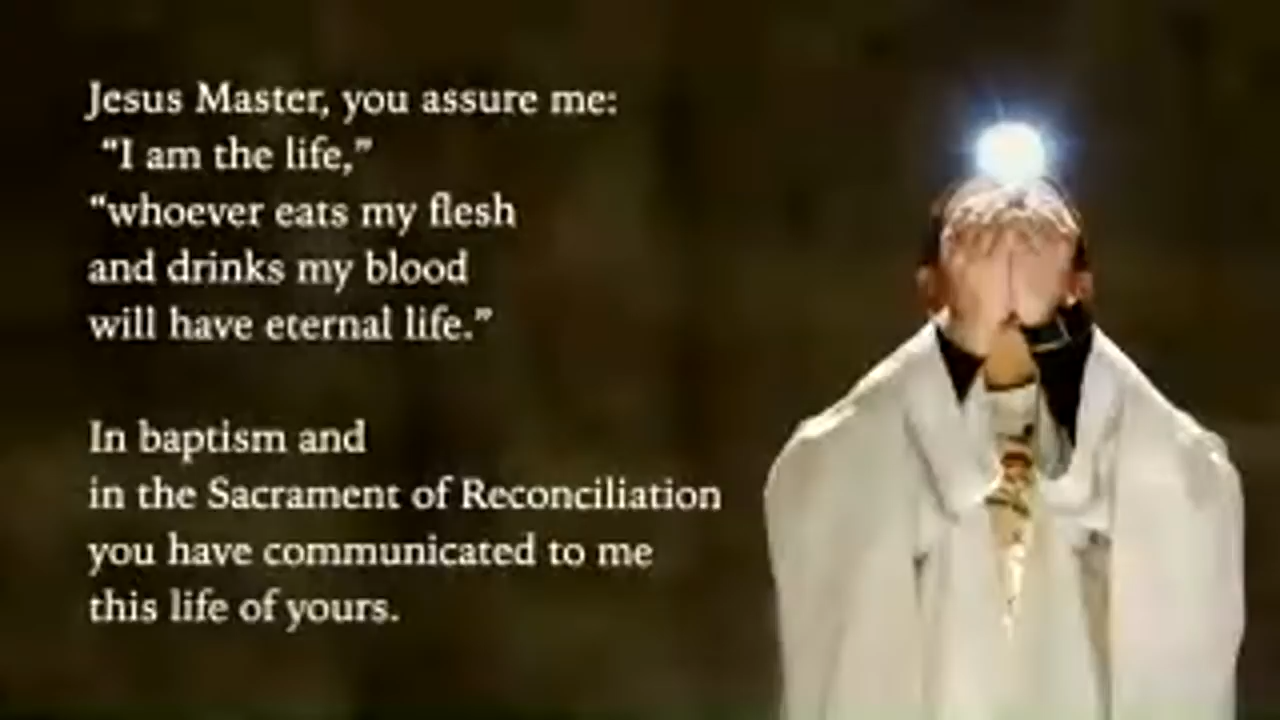 Jesus Master, you assure me:
“I am the life,”
“whoever eats my flesh
and drinks my blood
will have eternal life.”
In baptism and
in the Sacrament of Reconciliation
you have communicated to me
this life of yours.